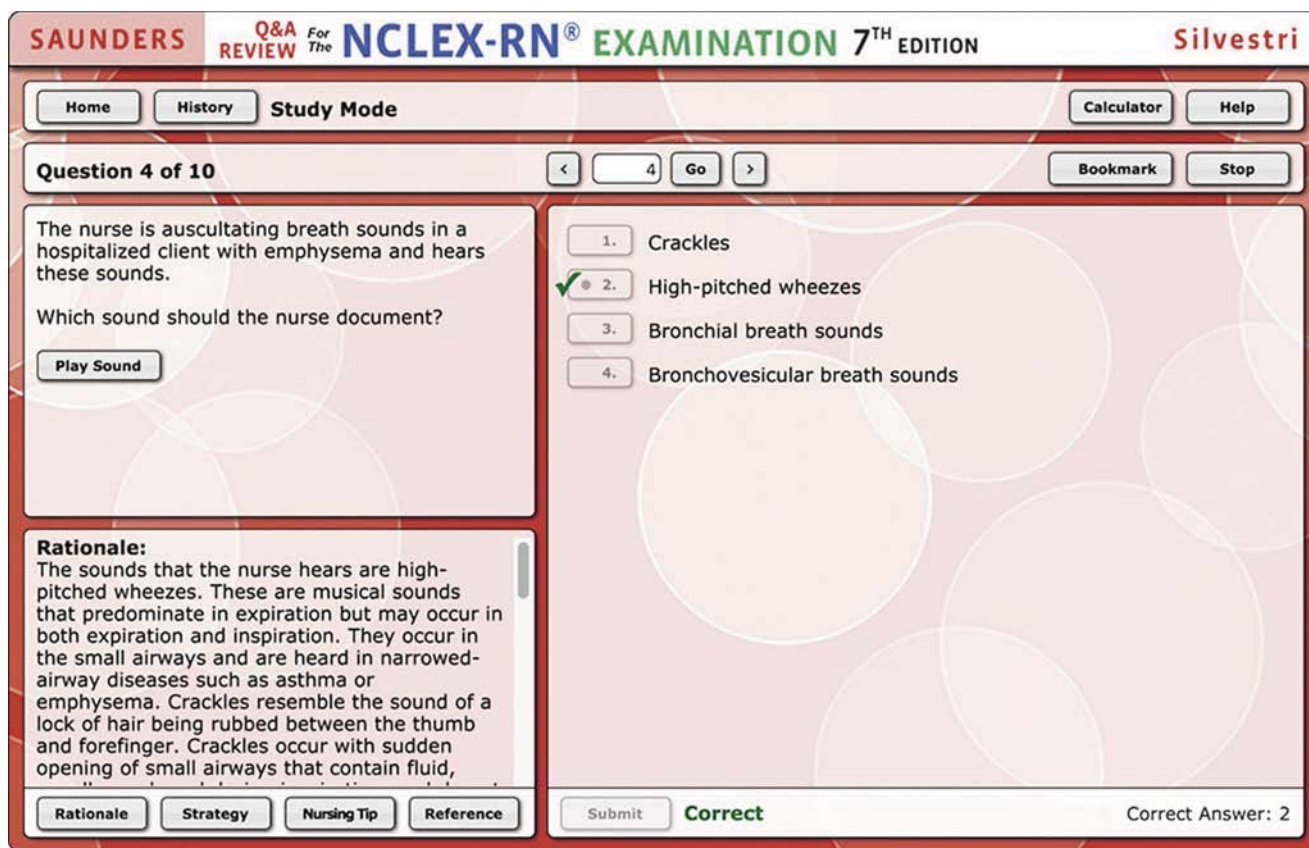 SAUNDERS Q&A REVIEW For The NCLEX-RN® EXAMINATION 7TH EDITION Silvestri
Home History Study Mode Calculator Help
Question 4 of 10 < 4 Go > Bookmark Stop
The nurse is auscultating breath sounds in a
hospitalized client with emphysema and hears
these sounds.
Which sound should the nurse document?
Play Sound
1. Crackles
2. High-pitched wheezes
3. Bronchial breath sounds
4. Bronchovesicular breath sounds
Rationale:
The sounds that the nurse hears are high-
pitched wheezes. These are musical sounds
that predominate in expiration but may occur in
both expiration and inspiration. They occur in
the small airways and are heard in narrowed-
airway diseases such as asthma or
emphysema. Crackles resemble the sound of a
lock of hair being rubbed between the thumb
and forefinger. Crackles occur with sudden
opening of small airways that contain fluid,
Rationale Strategy Nursing Tip Reference
Submit Correct Correct Answer: 2